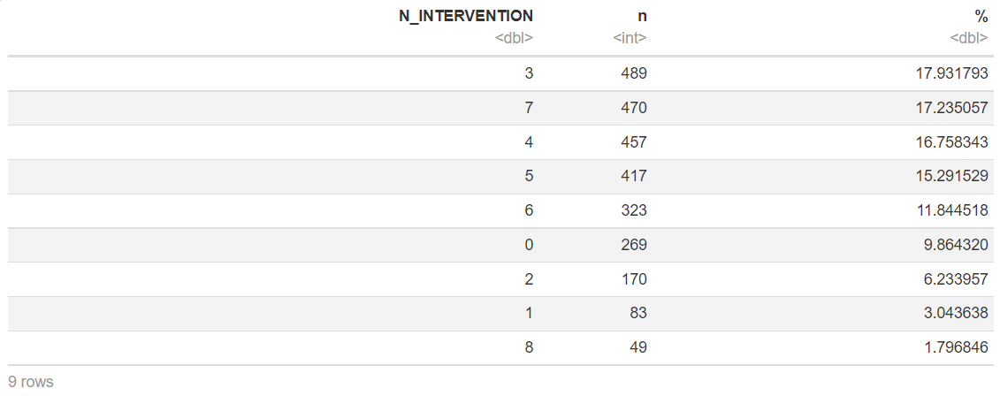 N_INTERVENTION n %
<dbl> <int> <dbl>
3 489 17.931793
7 470 17.235057
4 457 16.758343
5 417 15.291529
6 323 11.844518
0 269 9.864320
2 170 6.233957
1 83 3.043638
8 49 1.796846
9 rows